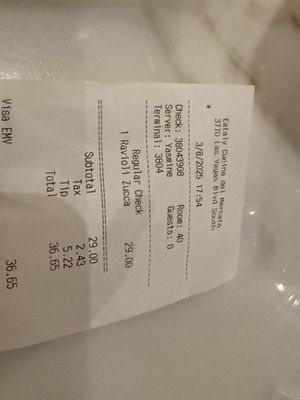 Eataly Cucina del Mercato
3770 Las Vegas Blvd South
*
3/8/2025 17:54
Check: 38043908 Room: 40
Server: Yasmine Guests: 0
Terminal: 3804
Regular Check
1 Ravioli Zucca 29.00
Subtotal 29.00
Tax 2.43
Tip 5.22
Total 36.65
Visa EMV 36.65